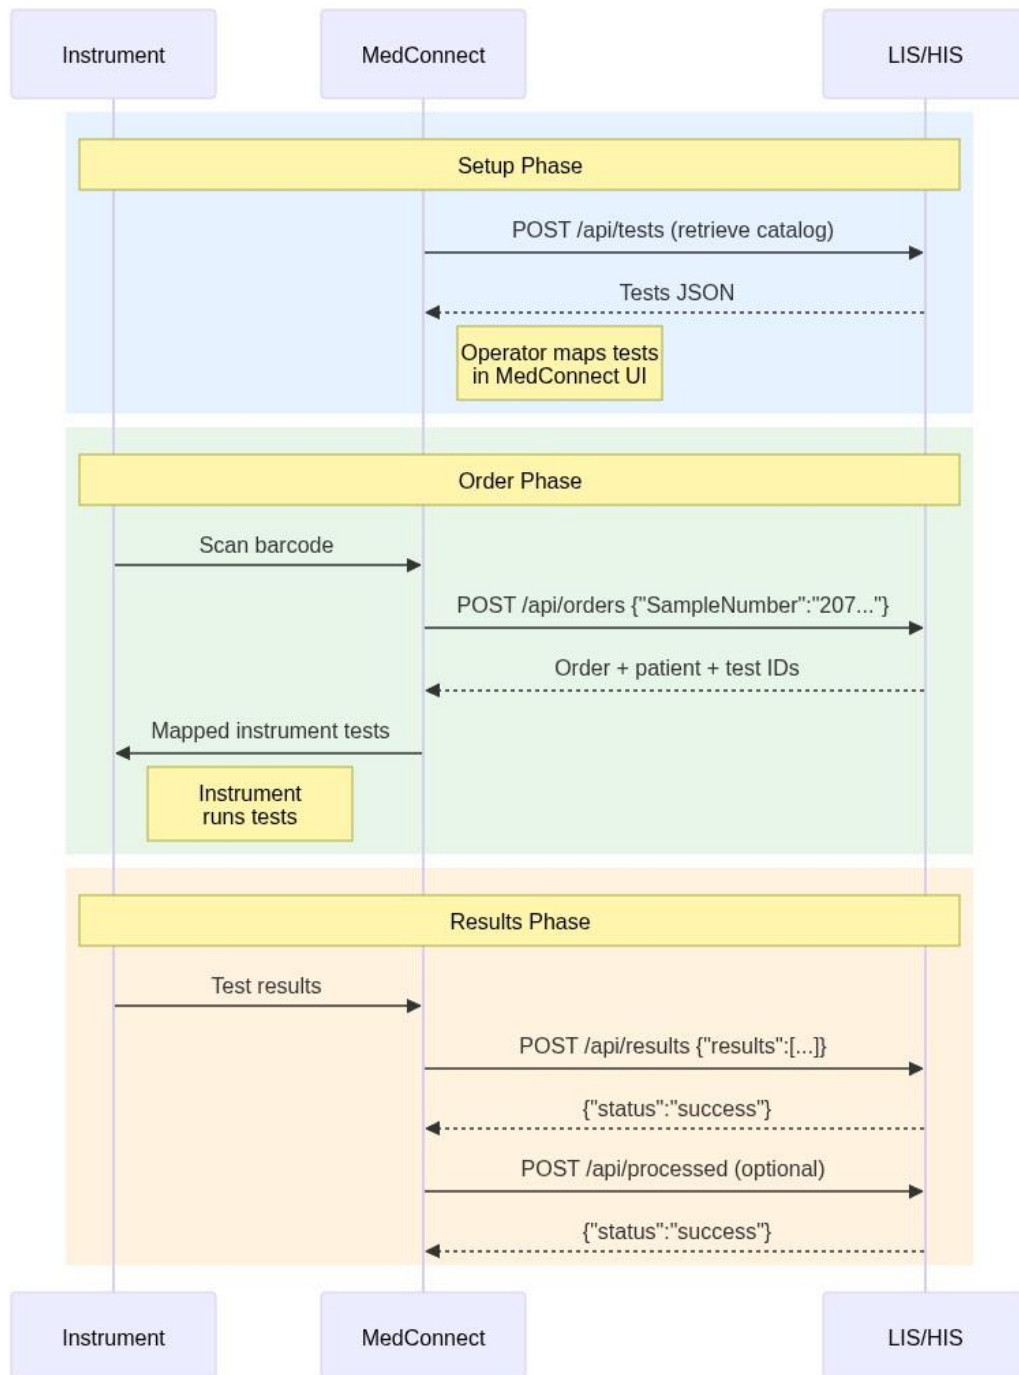 Instrument
MedConnect
LIS/HIS
Setup Phase
POST /api/tests (retrieve catalog)
Tests JSON
Operator maps tests
in MedConnect UI
Order Phase
Scan barcode
POST /api/orders {"SampleNumber":"207..."}
Order + patient + test IDs
Mapped instrument tests
Instrument
runs tests
Results Phase
Test results
POST /api/results {"results":[...]}
{"status":"success"}
POST /api/processed (optional)
{"status":"success"}
Instrument
MedConnect
LIS/HIS